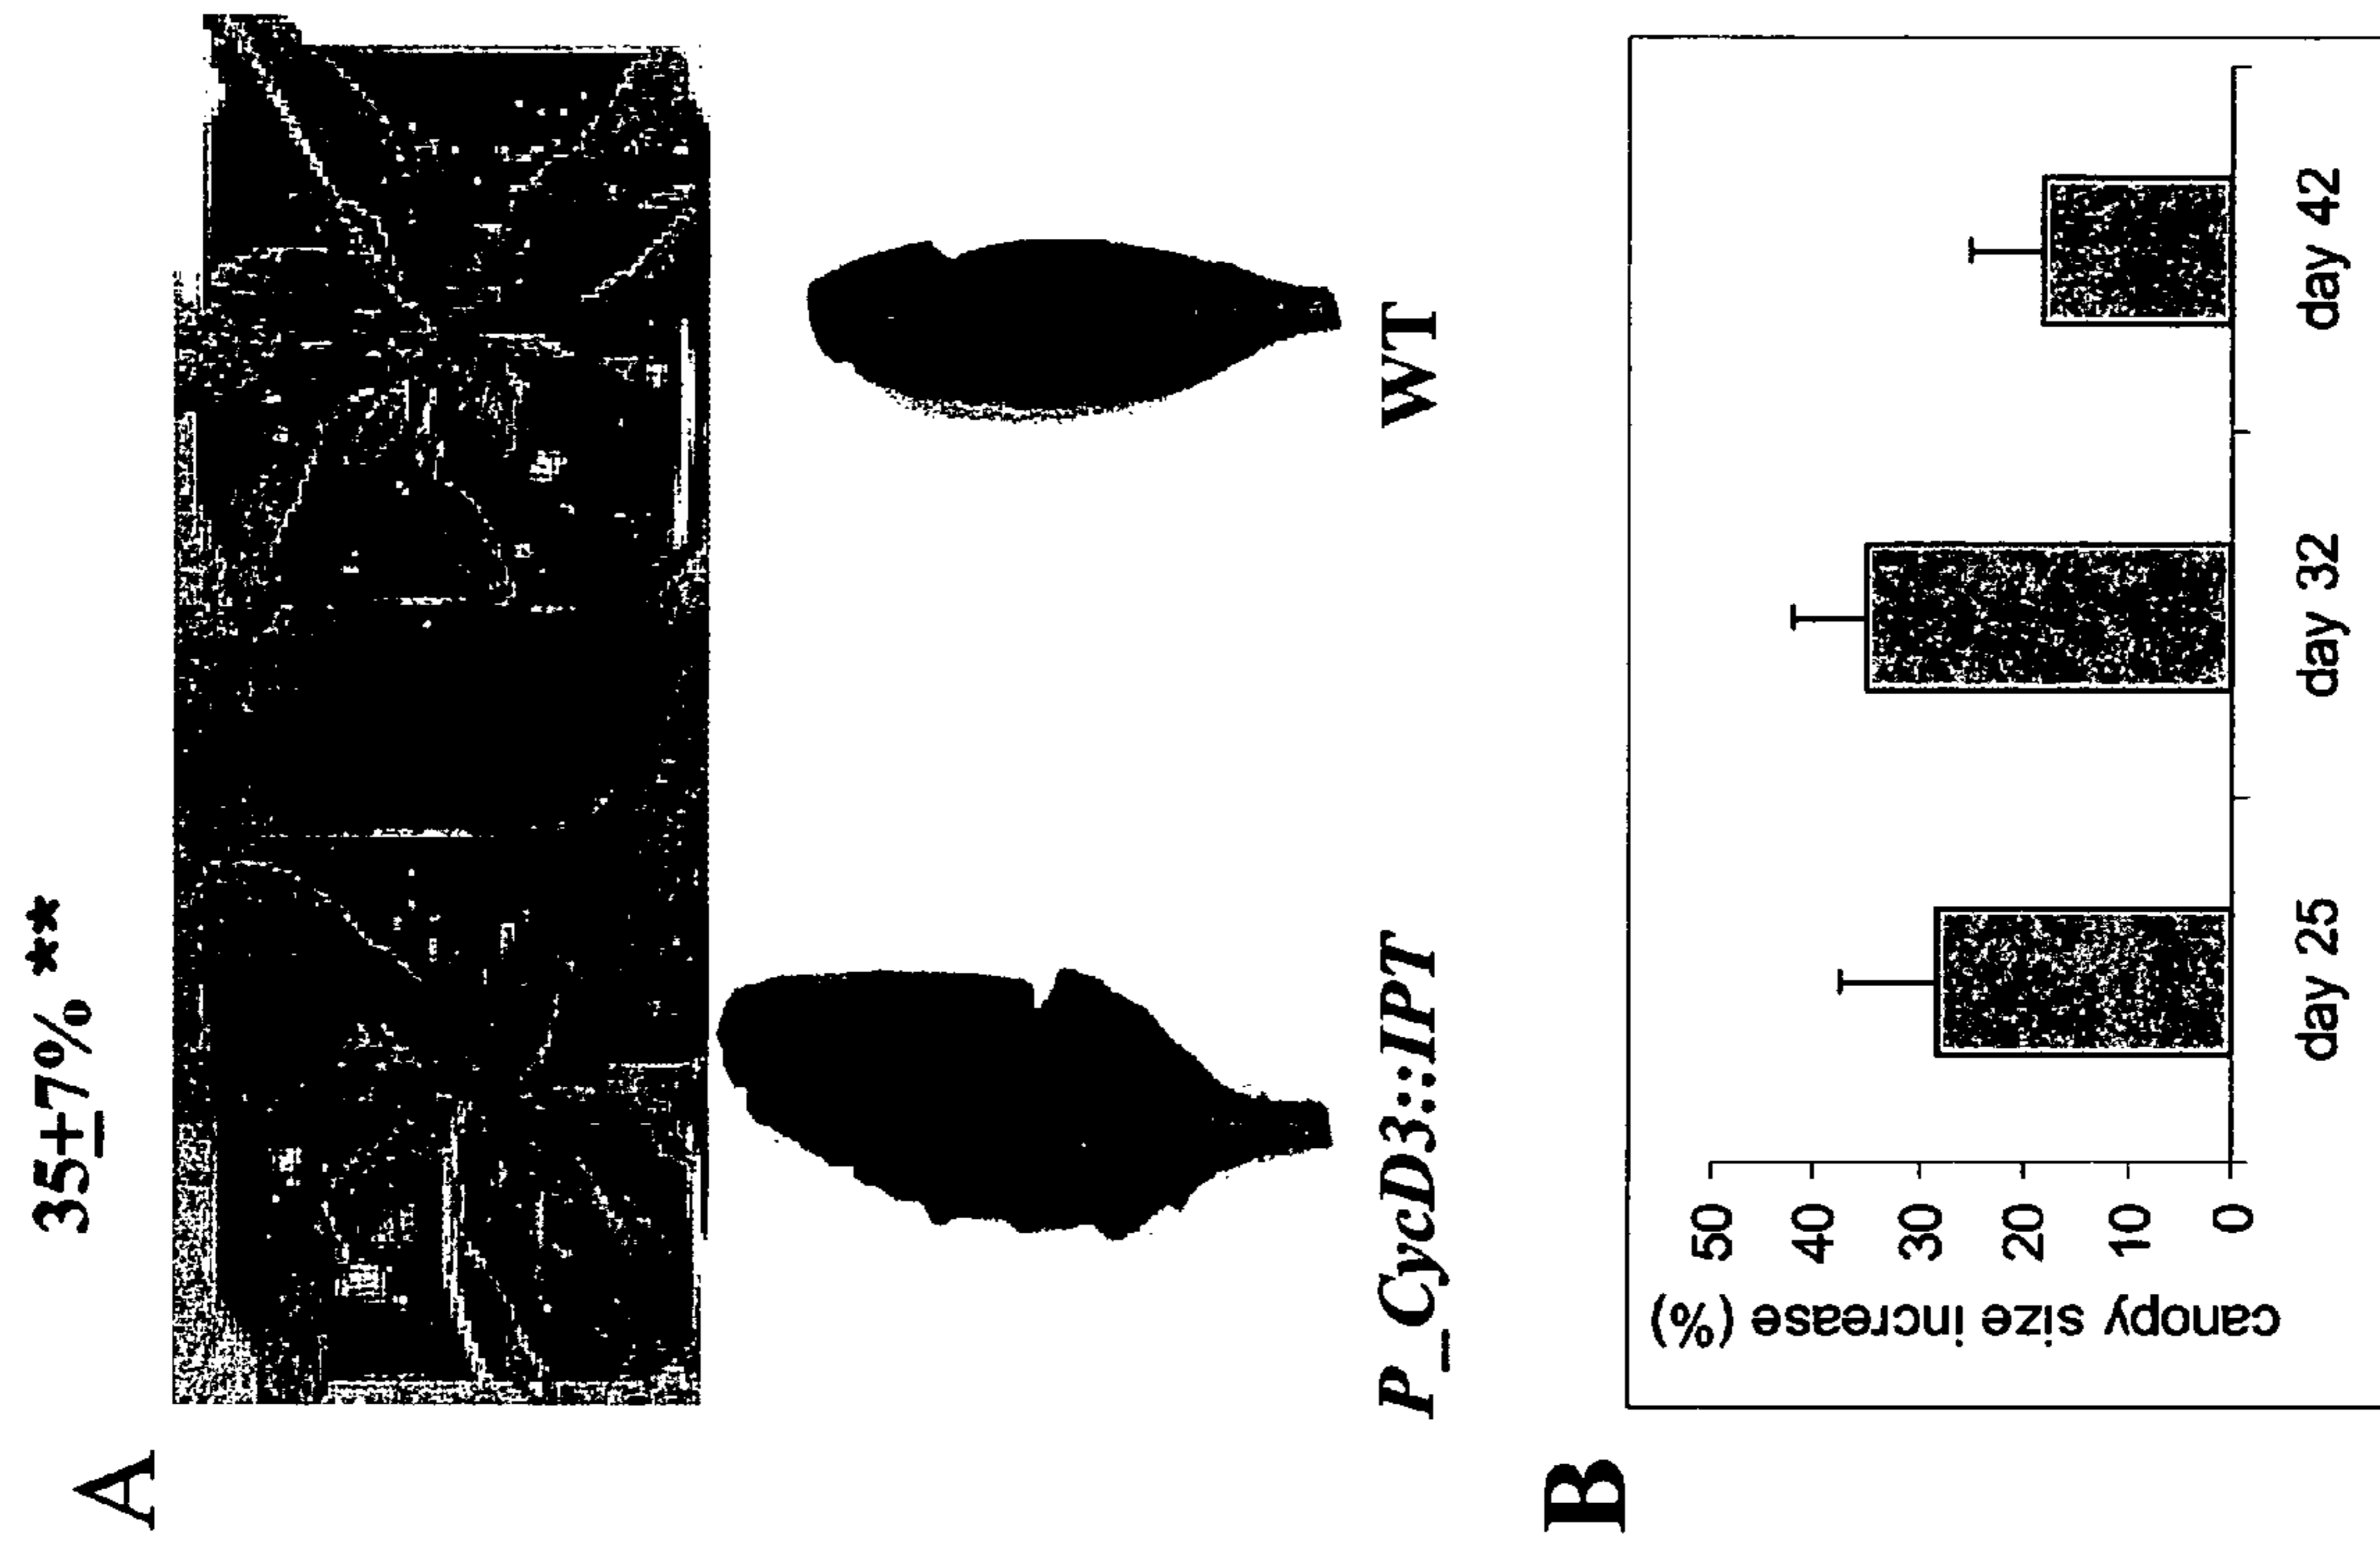 A
35±7% **
P_CycD3::IPT
WT
B
canopy size increase (%)
50
40
30
20
10
0
day 25
day 32
day 42